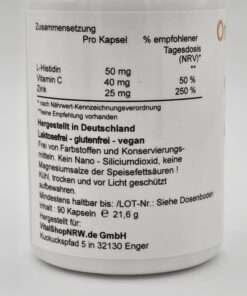 Zusammensetzung
Pro Kapsel % empfohlener
Tagesdosis
(NRV)*
**
L-Histidin 50 mg
Vitamin C 40 mg 50 %
Zink 25 mg 250 %
* nach Nährwert-Kennzeichnungsverordnung
**keine Empfehlung vorhanden
Hergestellt in Deutschland
Laktosefrei - glutenfrei - vegan
Frei von Farbstoffen und Konservierungs-
mitteln. Kein Nano - Siliciumdioxid, keine
Magnesiumsalze der Speisefettsäuren !
Kühl, trocken und vor Licht geschützt
aufbewahren.
Mindestens haltbar bis: /LOT-Nr.: Siehe Dosenboden
Inhalt : 90 Kapseln ℮ 21,6 g
Hergestellt für:
VitalShopNRW.de GmbH
Kuckuckspfad 5 in 32130 Enger